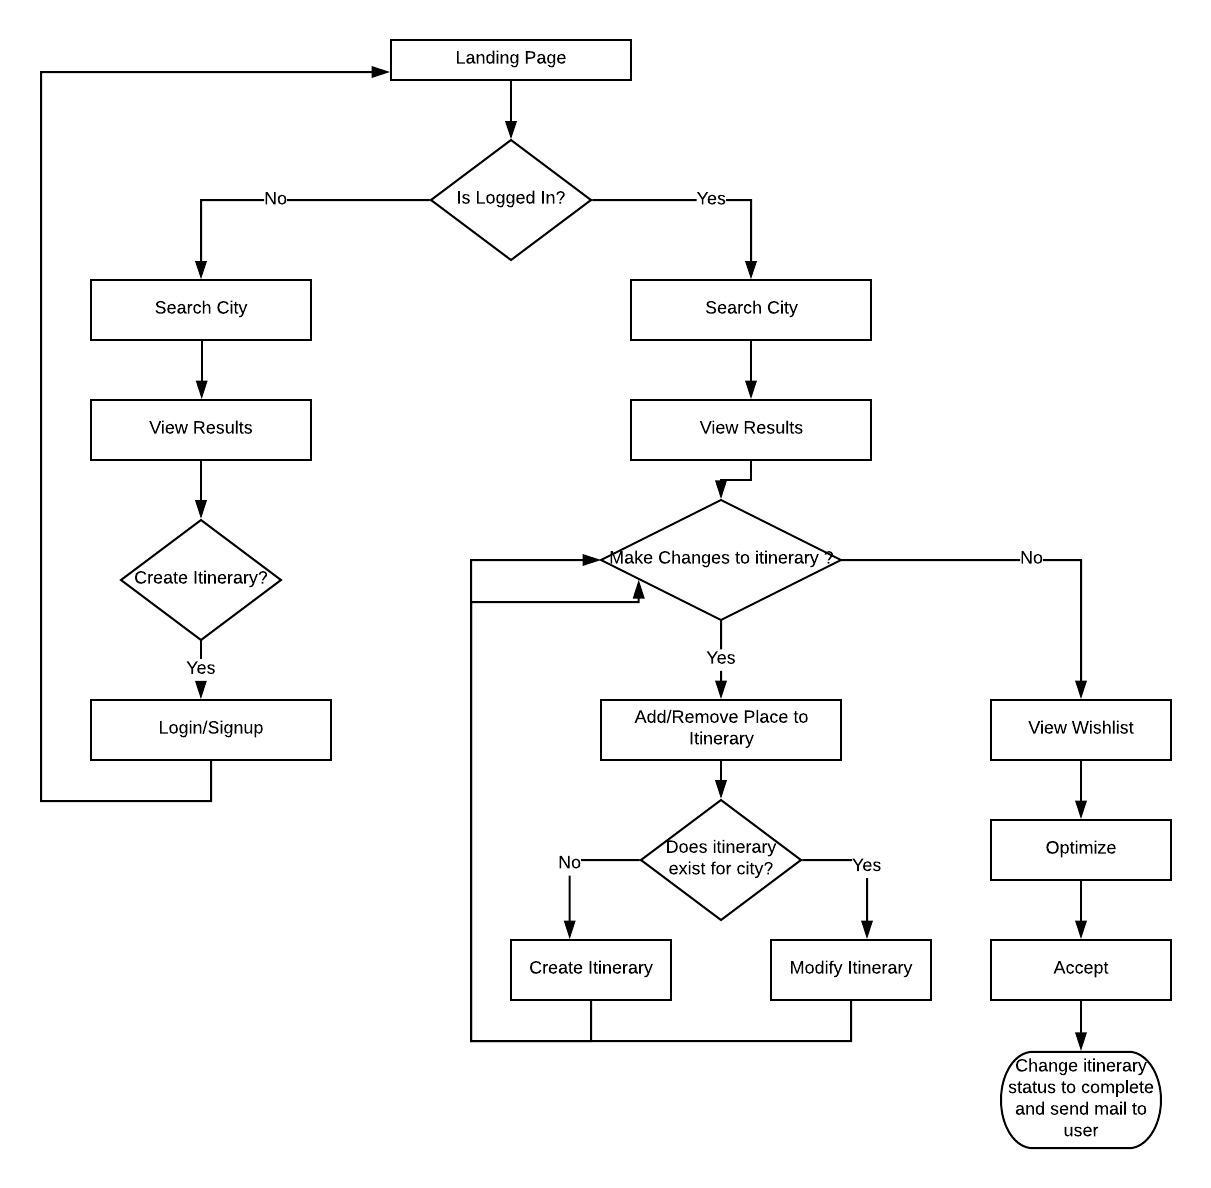 Landing Page
Is Logged In?
No
Yes
Search City
Search City
View Results
View Results
Make Changes to itinerary ?
No
Create Itinerary?
Yes
Yes
Login/Signup
Add/Remove Place to
Itinerary
View Wishlist
Does itinerary
exist for city?
No
Yes
Optimize
Create Itinerary
Modify Itinerary
Accept
Change itinerary
status to complete
and send mail to
user